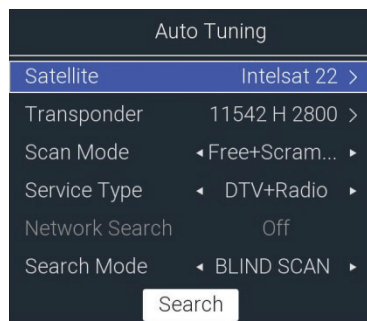 Auto Tuning
Satellite Intelsat 22 >
Transponder 11542 H 2800 >
Scan Mode ◂ Free+Scram... ▸
Service Type ◂ DTV+Radio ▸
Network Search Off
Search Mode ◂ BLIND SCAN ▸
Search